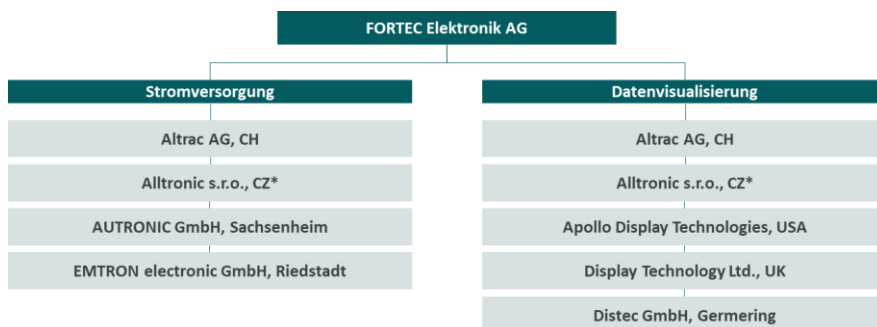 FORTEC Elektronik AG
Stromversorgung
Altrac AG, CH
Alltronic s.r.o., CZ*
AUTRONIC GmbH, Sachsenheim
EMTRON electronic GmbH, Riedstadt
Datenvisualisierung
Altrac AG, CH
Alltronic s.r.o., CZ*
Apollo Display Technologies, USA
Display Technology Ltd., UK
Distec GmbH, Germering